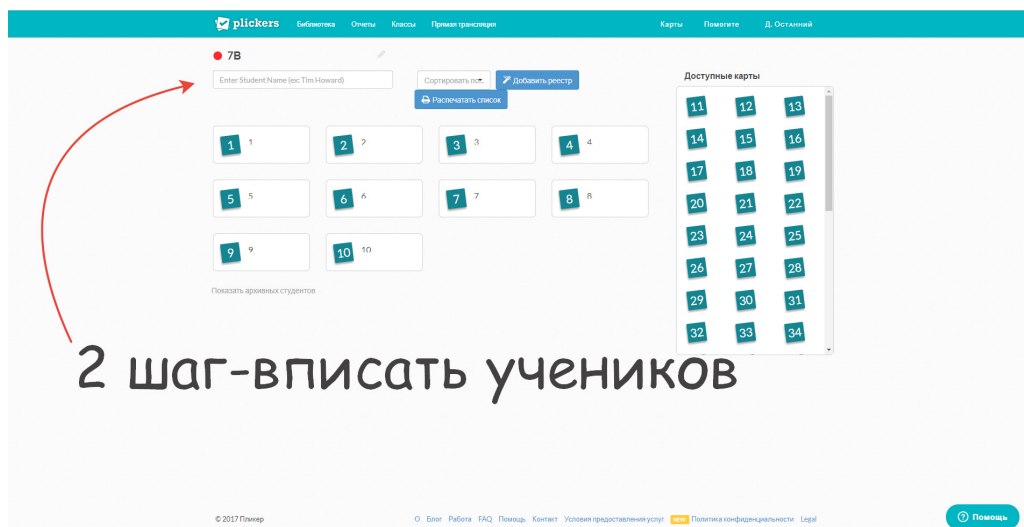 plickers Библиотека Отчеты Классы Прямая трансляция Карты Помогите Д. Останний
7В
Enter Student Name (ex: Tim Howard) Сортировать по... Добавить реестр
Распечатать список
Доступные карты
1 1 2 2 3 3 4 4
5 5 6 6 7 7 8 8
9 9 10 10
Показать архивных студентов
11 12 13
14 15 16
17 18 19
20 21 22
23 24 25
26 27 28
29 30 31
32 33 34
2 шаг-вписать учеников
© 2017 Пликер О Блог Работа FAQ Помощь Контакт Условия предоставления услуг NEW Политика конфиденциальности Legal
Помощь